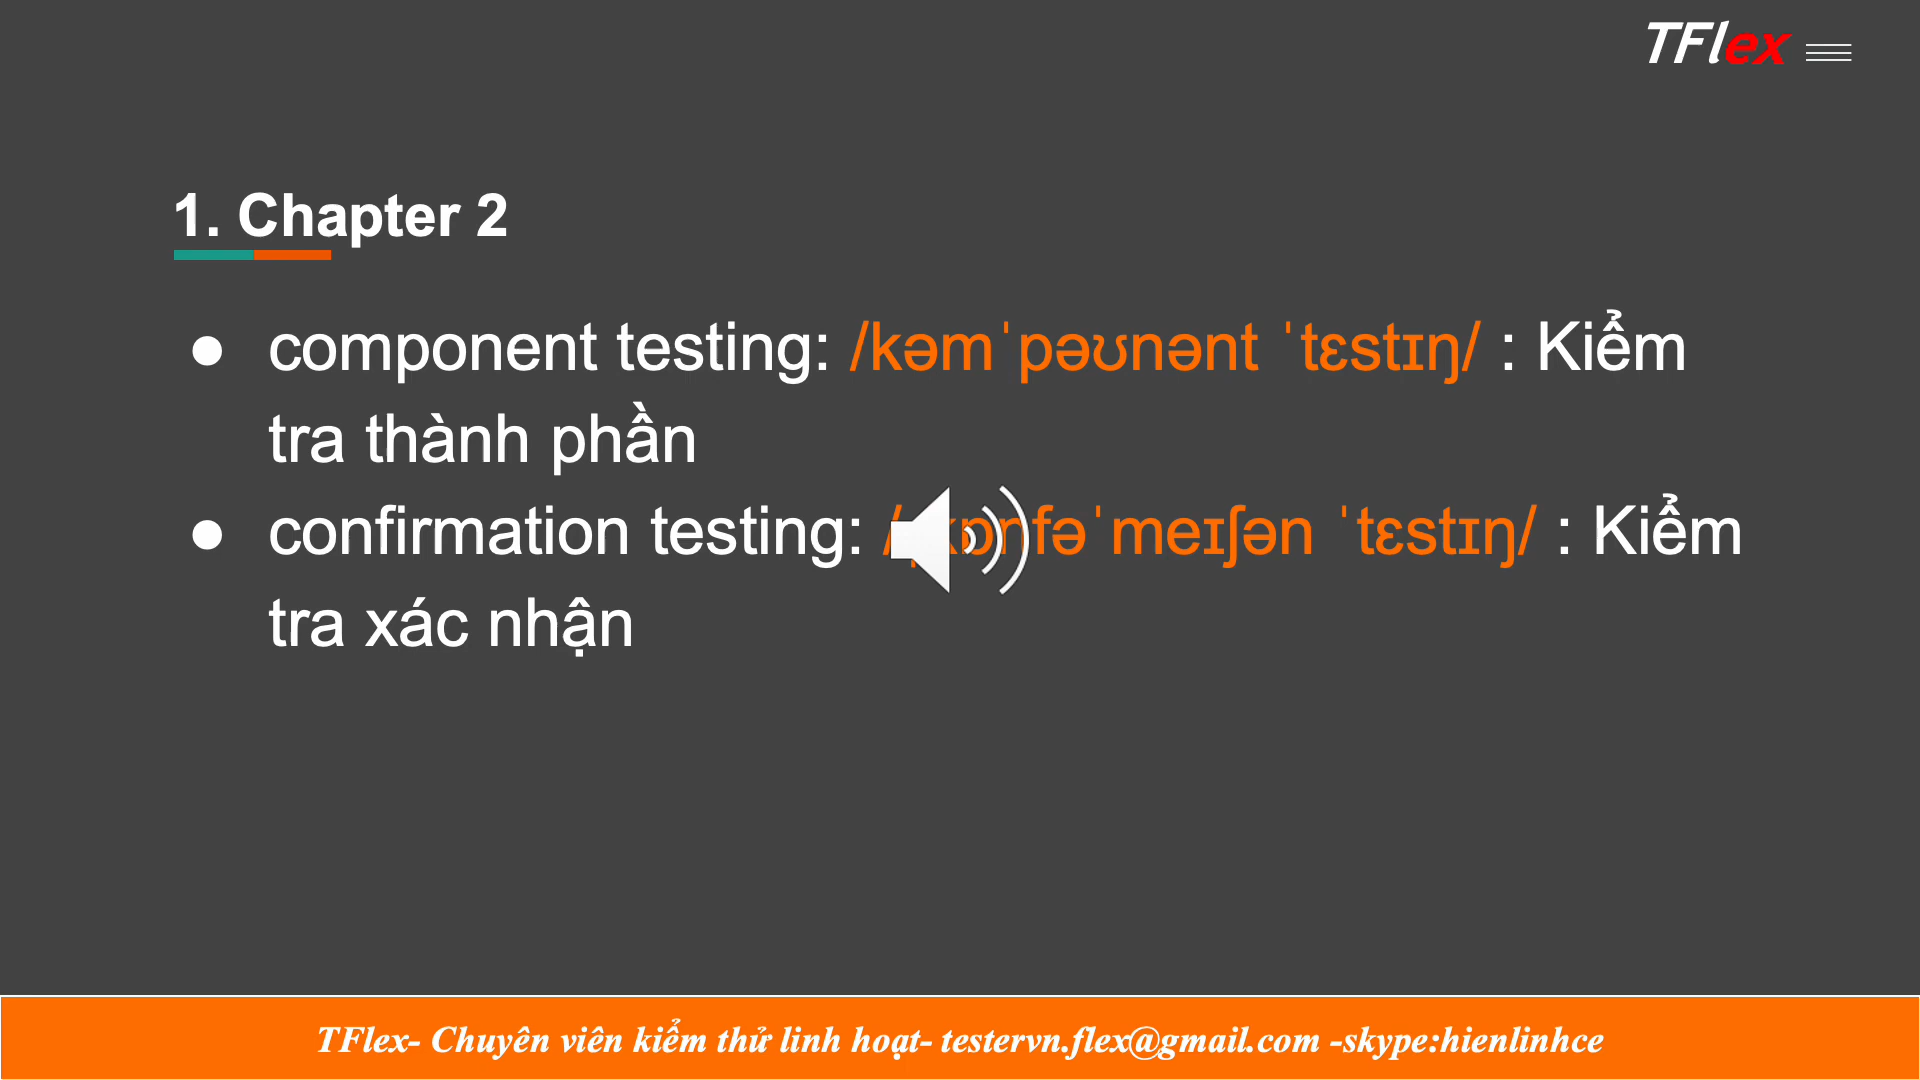 TFlex
1. Chapter 2
● component testing: /kəmˈpəʊnənt ˈtɛstɪŋ/ : Kiểm
tra thành phần
● confirmation testing: /ˌkɒnfəˈmeɪʃən ˈtɛstɪŋ/ : Kiểm
tra xác nhận
TFlex- Chuyên viên kiểm thử linh hoạt- testervn.flex@gmail.com -skype:hienlinhce